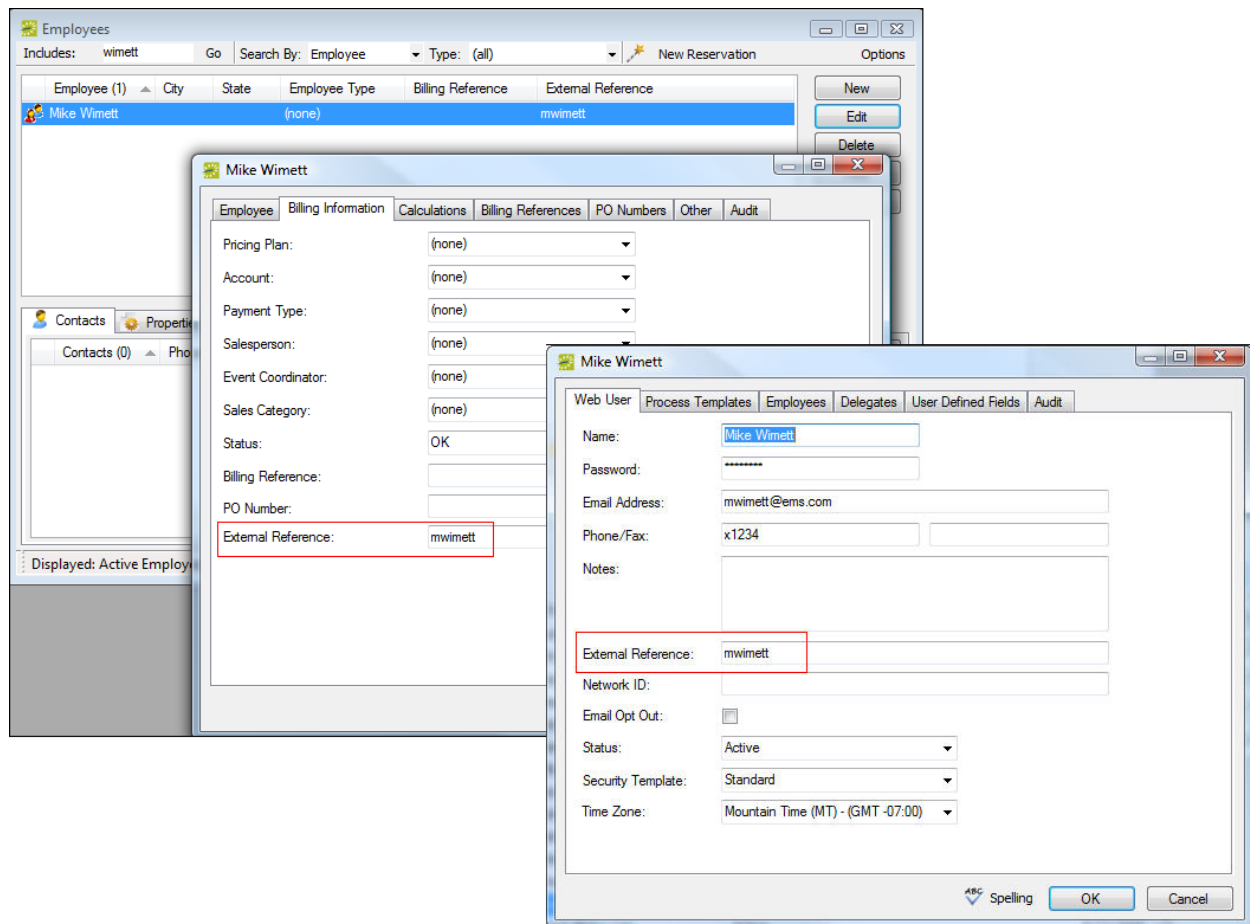 Employees
Includes: wimett Go Search By: Employee Type: (all) New Reservation Options
Employee (1) City State Employee Type Billing Reference External Reference
Mike Wimett (none) mwimett
New
Edit
Delete
Mike Wimett
Employee Billing Information Calculations Billing References PO Numbers Other Audit
Pricing Plan: (none)
Account: (none)
Payment Type: (none)
Salesperson: (none)
Event Coordinator: (none)
Sales Category: (none)
Status: OK
Billing Reference:
PO Number:
External Reference: mwimett
Contacts Propertie
Contacts (0) Pho
Displayed: Active Employe
Mike Wimett
Web User Process Templates Employees Delegates User Defined Fields Audit
Name: Mike Wimett
Password: ********
Email Address: mwimett@ems.com
Phone/Fax: x1234
Notes:
External Reference: mwimett
Network ID:
Email Opt Out:
Status: Active
Security Template: Standard
Time Zone: Mountain Time (MT) - (GMT -07:00)
ABC Spelling OK Cancel